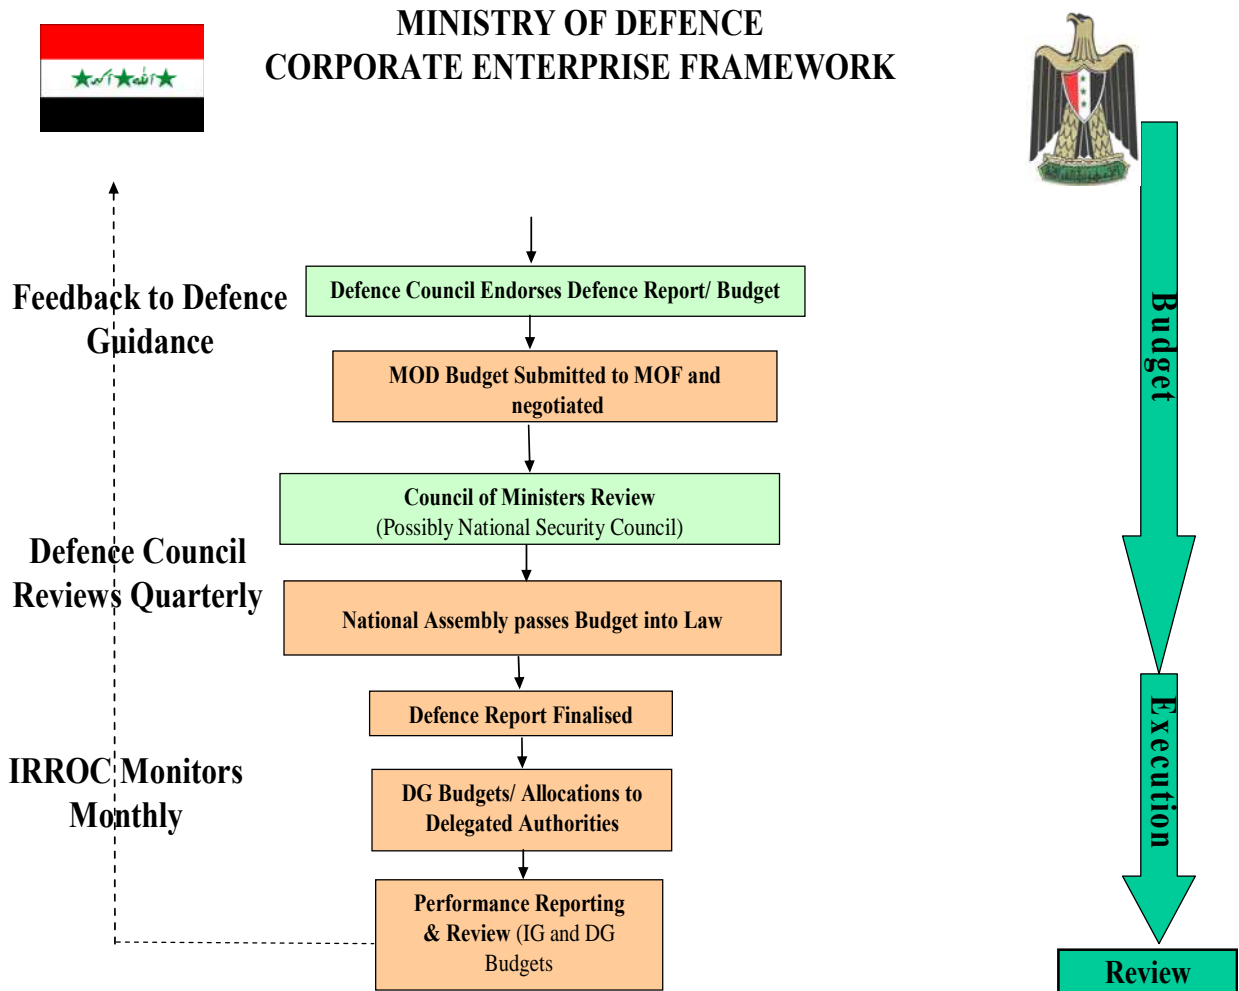 MINISTRY OF DEFENCE
CORPORATE ENTERPRISE FRAMEWORK
الله اكبر
Feedback to Defence
Guidance
Defence Council Endorses Defence Report/ Budget
MOD Budget Submitted to MOF and
negotiated
Council of Ministers Review
(Possibly National Security Council)
Defence Council
Reviews Quarterly
National Assembly passes Budget into Law
Defence Report Finalised
IRROC Monitors
Monthly
DG Budgets/ Allocations to
Delegated Authorities
Performance Reporting
& Review (IG and DG
Budgets
Budget
Execution
Review